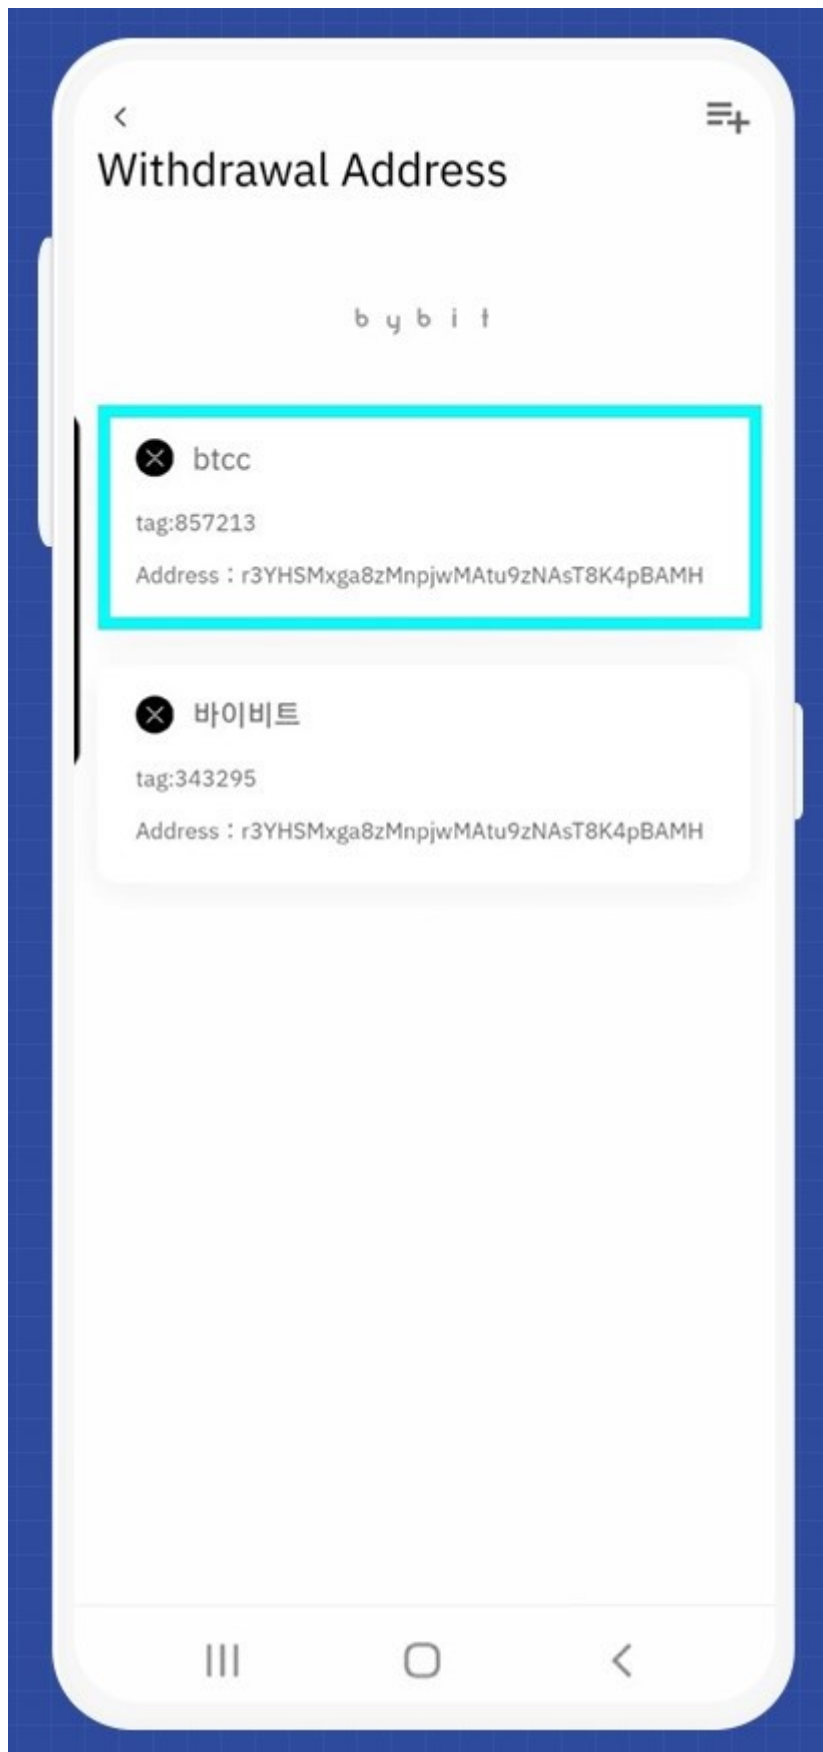 Withdrawal Address
bybit
btcc
tag:857213
Address : r3YHSMxga8zMnpjwMAtu9zNAsT8K4pBAMH
바이비트
tag:343295
Address : r3YHSMxga8zMnpjwMAtu9zNAsT8K4pBAMH